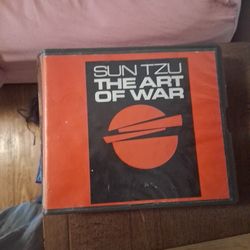 SUN TZU
THE ART
OF WAR